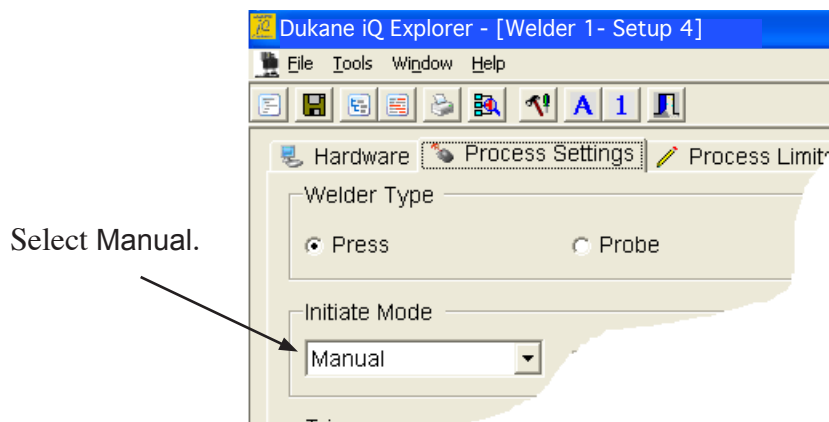 Dukane iQ Explorer - [Welder 1- Setup 4]
File Tools Window Help
A 1
Hardware Process Settings Process Limit
Welder Type
Press Probe
Select Manual.
Initiate Mode
Manual